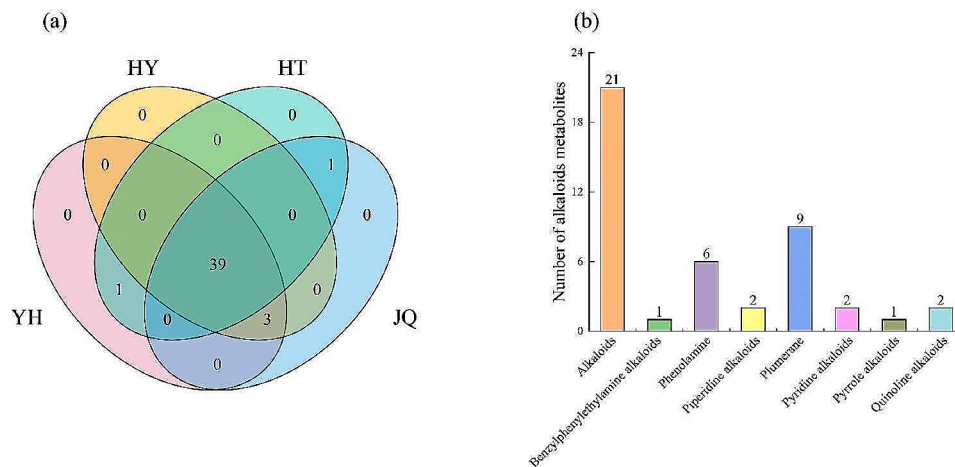 (a)
HY
HT
0
0
0
0
1
0
0
0
0
39
1
0
0
3
0
YH
JQ
(b)
Number of alkaloids metabolites
24
18
12
6
0
21
1
6
2
9
2
1
2
Alkaloids
Benzylphenylethylamine alkaloids
Phenolamine
Piperidine alkaloids
Plumerane
Pyridine alkaloids
Pyrrole alkaloids
Quinoline alkaloids